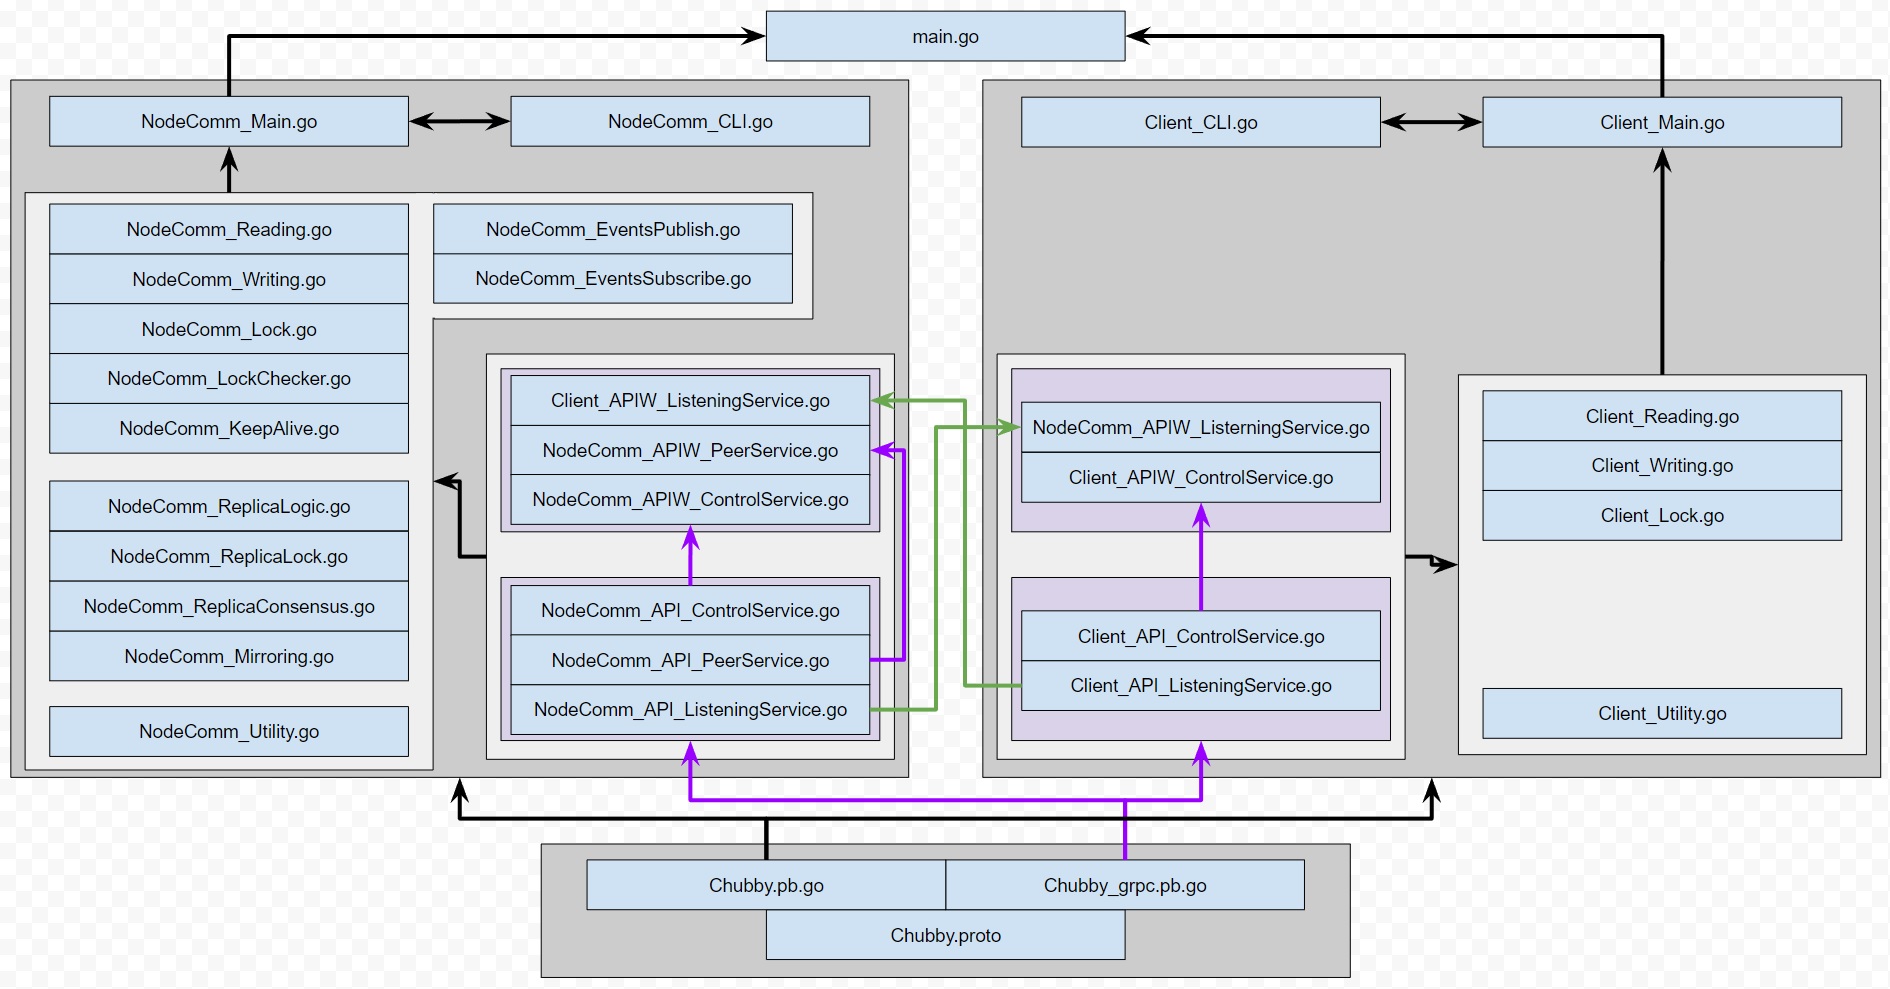 main.go
NodeComm_Main.go
NodeComm_CLI.go
NodeComm_Reading.go
NodeComm_Writing.go
NodeComm_Lock.go
NodeComm_LockChecker.go
NodeComm_KeepAlive.go
NodeComm_EventsPublish.go
NodeComm_EventsSubscribe.go
NodeComm_ReplicaLogic.go
NodeComm_ReplicaLock.go
NodeComm_ReplicaConsensus.go
NodeComm_Mirroring.go
NodeComm_Utility.go
Client_APIW_ListeningService.go
NodeComm_APIW_PeerService.go
NodeComm_APIW_ControlService.go
NodeComm_API_ControlService.go
NodeComm_API_PeerService.go
NodeComm_API_ListeningService.go
Client_CLI.go
Client_Main.go
NodeComm_APIW_ListerningService.go
Client_APIW_ControlService.go
Client_API_ControlService.go
Client_API_ListeningService.go
Client_Reading.go
Client_Writing.go
Client_Lock.go
Client_Utility.go
Chubby.pb.go
Chubby_grpc.pb.go
Chubby.proto